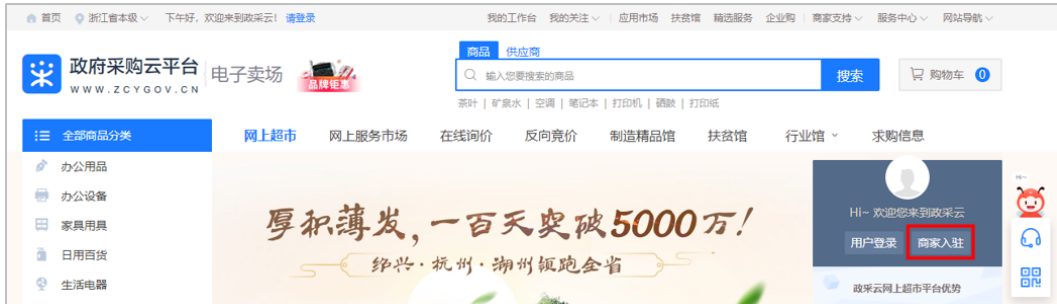 首页 浙江省本级 下午好，欢迎来到政采云！ 请登录 我的工作台 我的关注 应用市场 扶贫馆 精选服务 企业购 商家支持 服务中心 网站导航
商品 供应商
政府采购云平台 电子卖场 品牌钜惠
WWW.ZCYGOV.CN
输入您要搜索的商品 搜索 购物车 0
茶叶 | 矿泉水 | 空调 | 笔记本 | 打印机 | 硒鼓 | 打印纸
全部商品分类 网上超市 网上服务市场 在线询价 反向竞价 制造精品馆 扶贫馆 行业馆 求购信息
办公用品
办公设备
家具用具
日用百货
生活电器
厚积薄发，一百天突破5000万！
绍兴·杭州·湖州领跑全省
Hi~ 欢迎您来到政采云
用户登录 商家入驻
政采云网上超市平台优势
Hi~